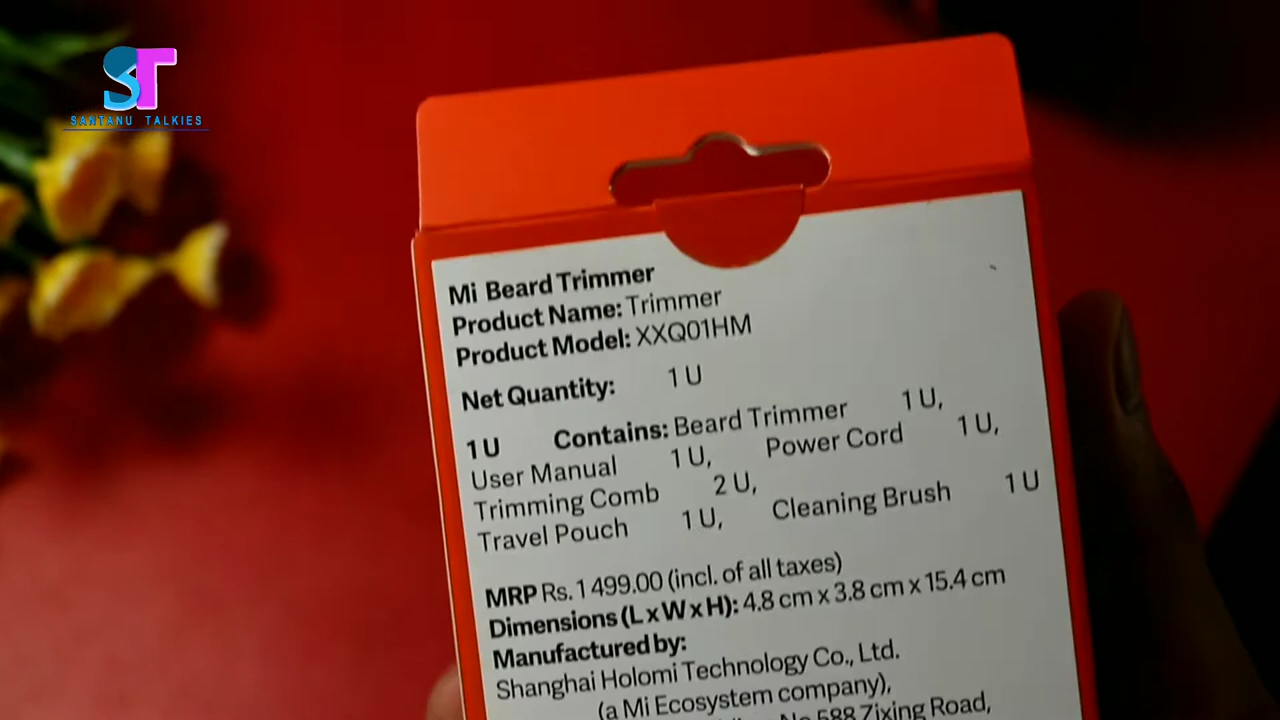 ST
SANTANU TALKIES
Mi Beard Trimmer
Product Name: Trimmer
Product Model: XXQ01HM
Net Quantity: 1 U
1 U Contains: Beard Trimmer 1 U,
User Manual 1 U, Power Cord 1 U,
Trimming Comb 2 U,
Travel Pouch 1 U, Cleaning Brush 1 U
MRP Rs. 1 499.00 (incl. of all taxes)
Dimensions (L x W x H): 4.8 cm x 3.8 cm x 15.4 cm
Manufactured by:
Shanghai Holomi Technology Co., Ltd.
(a Mi Ecosystem company),
No 588 Zixing Road,